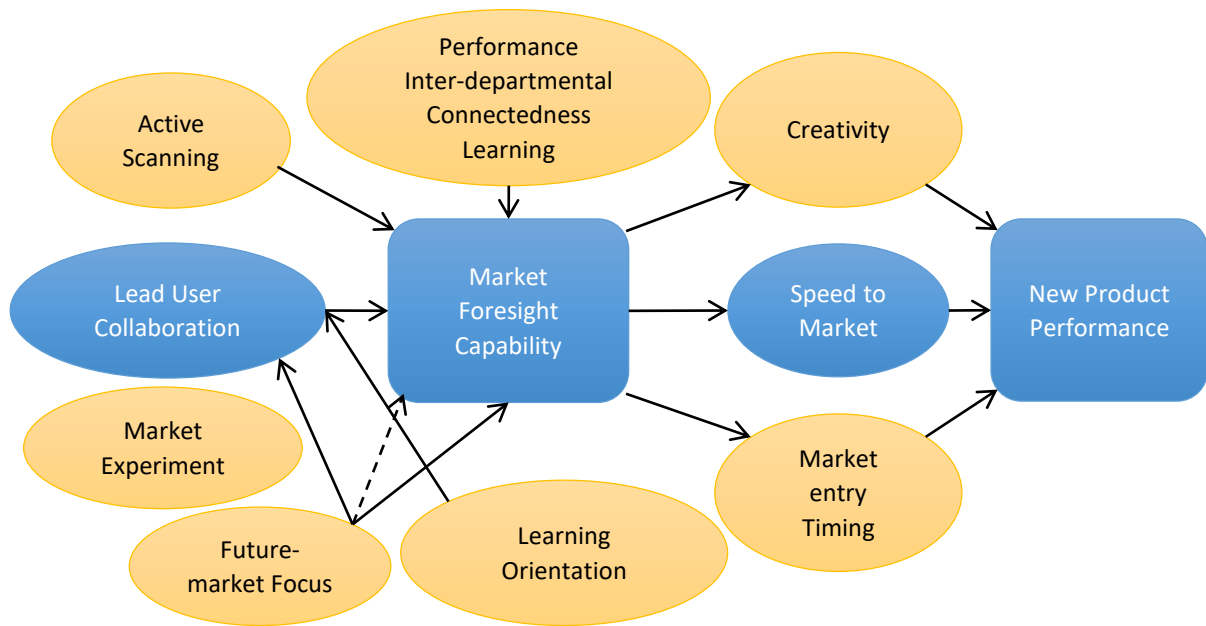 Performance
Inter-departmental
Connectedness
Learning
Active
Scanning
Creativity
Lead User
Collaboration
Market
Foresight
Capability
Speed to
Market
New Product
Performance
Market
Experiment
Market
entry
Timing
Future-
market Focus
Learning
Orientation